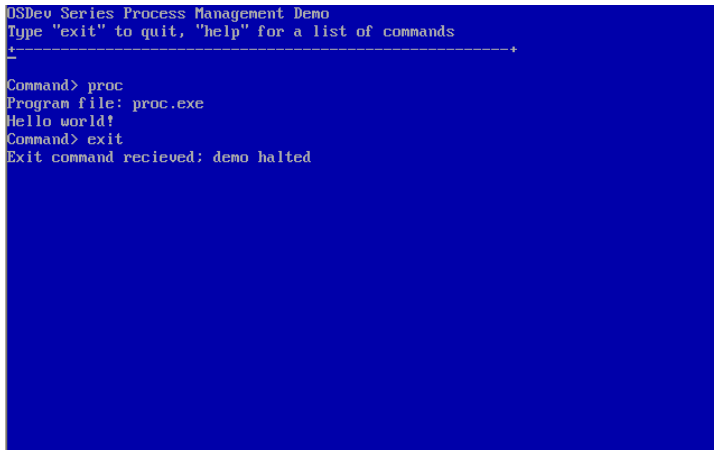 OSDev Series Process Management Demo
Type "exit" to quit, "help" for a list of commands
+-------------------------------------------------------+
_
Command> proc
Program file: proc.exe
Hello world!
Command> exit
Exit command recieved; demo halted